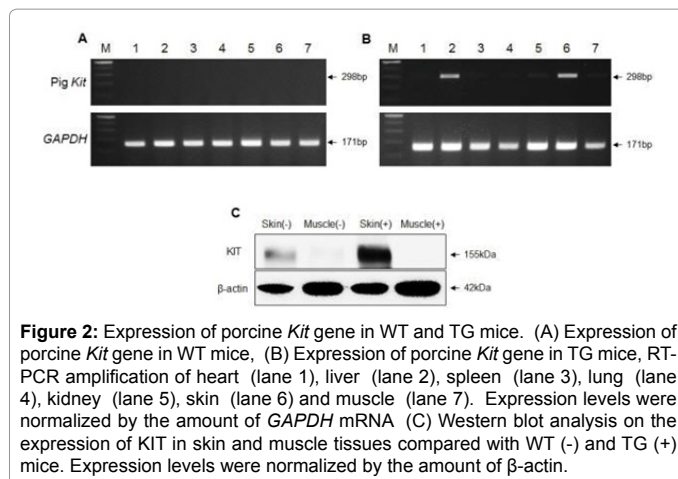 A
B
M 1 2 3 4 5 6 7
M 1 2 3 4 5 6 7
Pig Kit
298bp
298bp
GAPDH
171bp
171bp
C
Skin(-) Muscle(-) Skin(+) Muscle(+)
KIT
155kDa
β-actin
42kDa
Figure 2: Expression of porcine Kit gene in WT and TG mice. (A) Expression of
porcine Kit gene in WT mice, (B) Expression of porcine Kit gene in TG mice, RT-
PCR amplification of heart (lane 1), liver (lane 2), spleen (lane 3), lung (lane
4), kidney (lane 5), skin (lane 6) and muscle (lane 7). Expression levels were
normalized by the amount of GAPDH mRNA (C) Western blot analysis on the
expression of KIT in skin and muscle tissues compared with WT (-) and TG (+)
mice. Expression levels were normalized by the amount of β-actin.